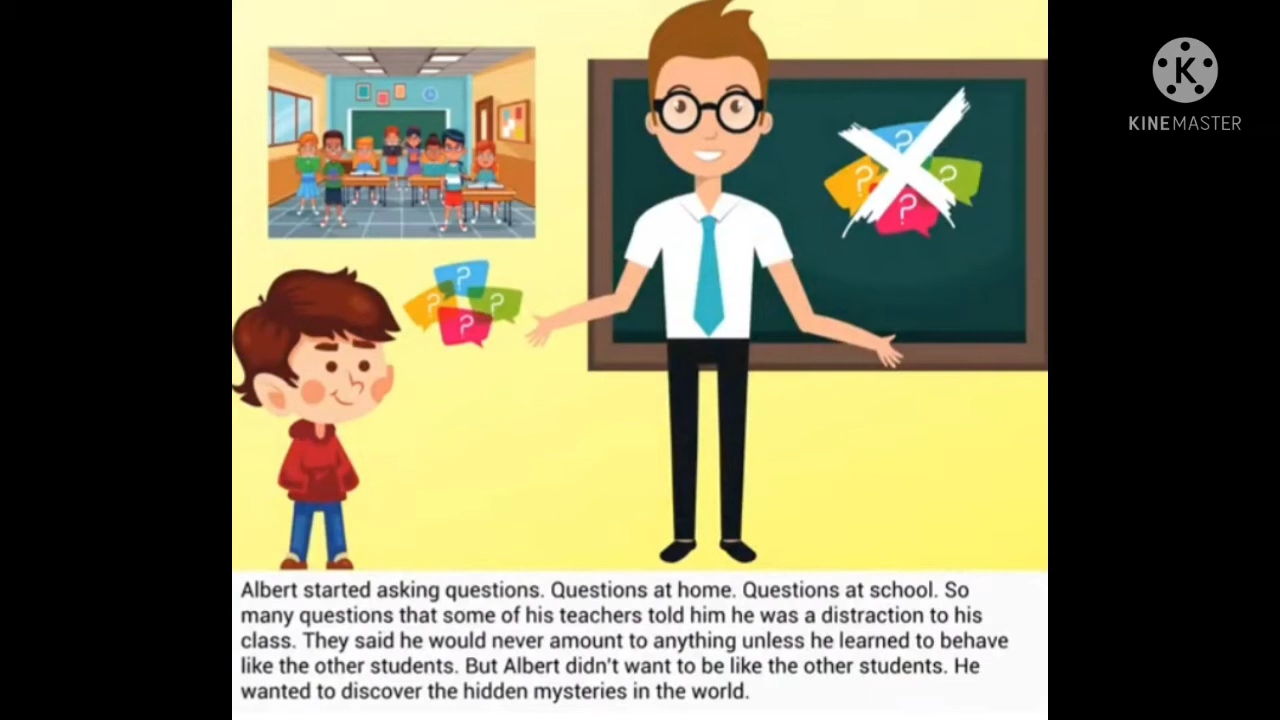 KINEMASTER
? ? ? ?
? ? ? ?
Albert started asking questions. Questions at home. Questions at school. So
many questions that some of his teachers told him he was a distraction to his
class. They said he would never amount to anything unless he learned to behave
like the other students. But Albert didn't want to be like the other students. He
wanted to discover the hidden mysteries in the world.